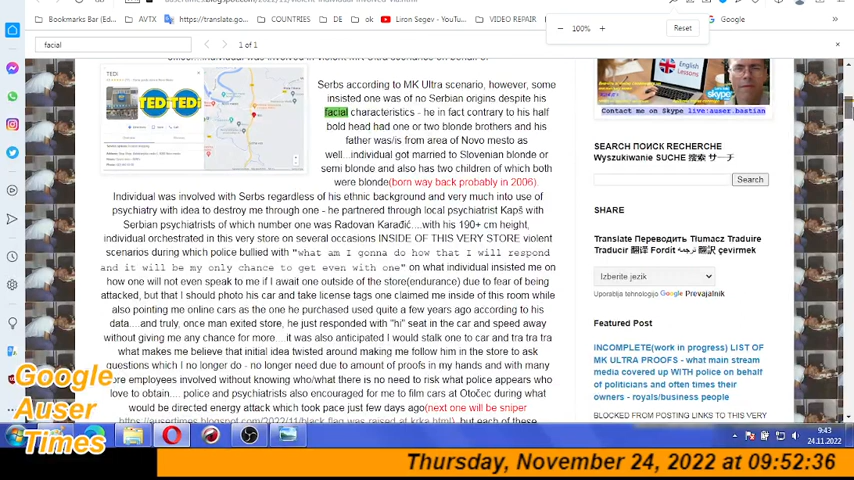 Bookmarks Bar (Em...
AVTX
https://translate.go...
COUNTRIES
DE
ok
Liron Segev - YouTu...
VIDEO REPAIR
100%
Reset
Google
facial
1 of 1
TEDi
Serbs according to MK Ultra scenario, however, some
insisted one was of no Serbian origins despite his
facial characteristics - he in fact contrary to his half
bold head had one or two blonde brothers and his
father was/is from area of Novo mesto as
well...individual got married to Slovenian blonde or
semi blonde and also has two children of which both
were blonde(born way back probably in 2006).
Individual was involved with Serbs regardless of his ethnic background and very much into use of
psychiatry with idea to destroy me through one - he partnered through local psychiatrist Kapš with
Serbian psychiatrists of which number one was Radovan Karađić....with his 190+ cm height,
individual orchestrated in this very store on several occasions INSIDE OF THIS VERY STORE violent
scenarios during which police bullied with "what am I gonna do how that I will respond
and it will be my only chance to get even with one" on what individual insisted me on
how one will not even speak to me if I attack one outside of the store(endurance) due to fear of being
attacked, but that I should photo his car and take license tags one claimed me inside of this room while
also pointing me online cars as the one he purchased used quite a few years ago according to his
data....and truly, once man exited store, he just responded with "hi" seat in the car and speed away
without giving me any chance for more....it was also anticipated I would stalk one to car and tra tra tra
what makes me believe that initial idea twisted around making me follow him in the store to ask
questions which I no longer do - no longer need due to amount of proofs in my hands and with many
more employees involved without knowing who/what there is no need to risk what police appears who
love to obtain.... police and psychiatrists also encouraged for me to film cars at Otočec during what
would be directed energy attack which took pace just few days ago(next one will be sniper
https://ausertimes.blogspot.com/2022/11/black_flag_was_raised_at_krka.html), but each of these
ENGLISH Lessons
Contact me on Skype live:auser.bastian
SEARCH ПОИСК RECHERCHE
Wyszukiwanie SUCHE 搜索 サーチ
Search
SHARE
Translate Переводить Tłumacz Traduire
Traducir 翻译 Fordít ترجمة çevirmek
Izberite jezik
Uporablja tehnologijo Google Prevajalnik
Featured Post
INCOMPLETE(work in progress) LIST OF
MK ULTRA PROOFS - what main stream
media covered up WITH police on behalf
of politicians and often times their
owners - royals/business people
BLOCKED FROM POSTING LINKS TO THIS VERY
Google
Auser
Times
9:43
24.11.2022
Thursday, November 24, 2022 at 09:52:36